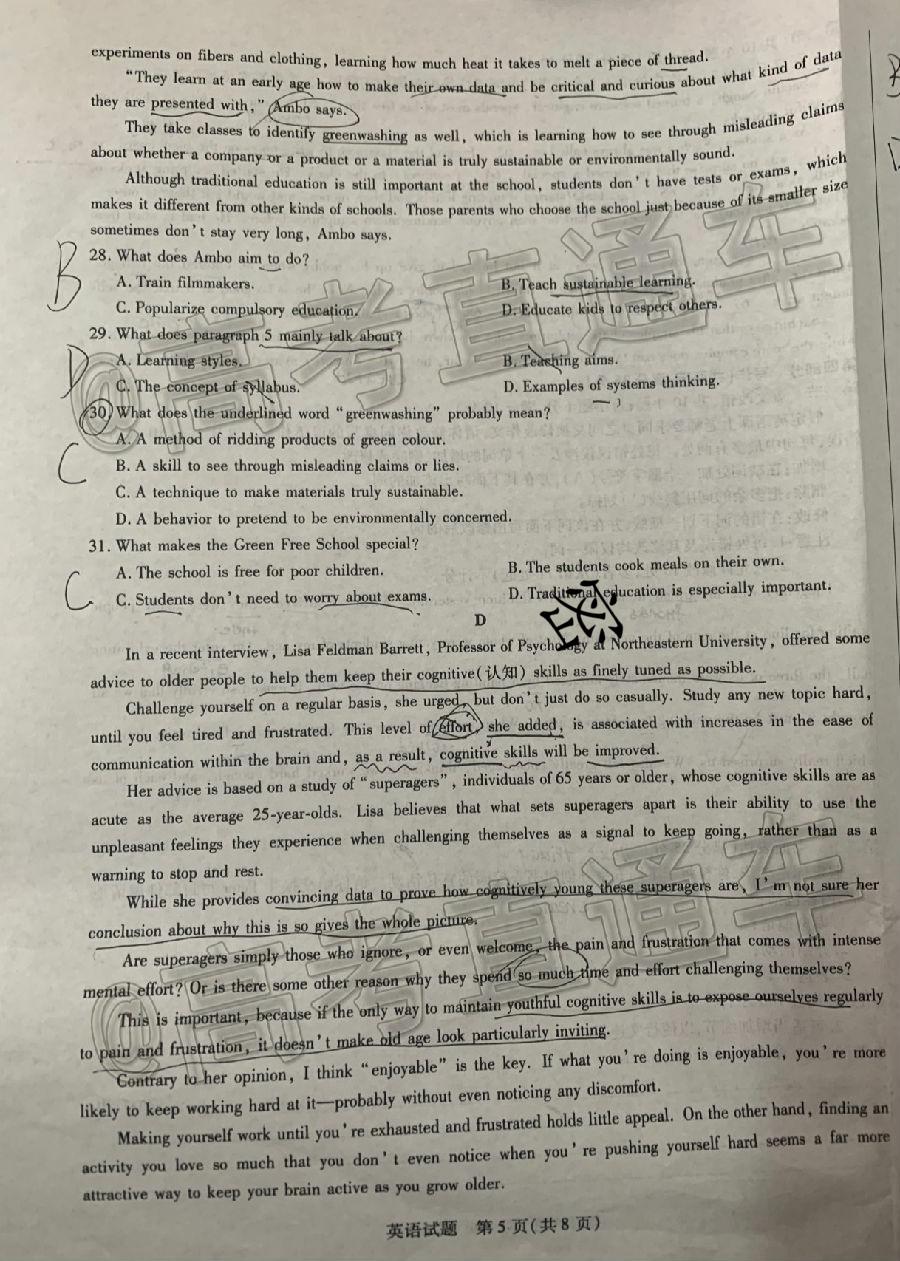 experiments on fibers and clothing, learning how much heat it takes to melt a piece of thread.
"They learn at an early age how to make their own data and be critical and curious about what kind of data
they are presented with," Ambo says.
They take classes to identify greenwashing as well, which is learning how to see through misleading claims
about whether a company or a product or a material is truly sustainable or environmentally sound.
Although traditional education is still important at the school, students don't have tests or exams, which
makes it different from other kinds of schools. Those parents who choose the school just because of its smaller size
sometimes don't stay very long, Ambo says.
B
28. What does Ambo aim to do?
A. Train filmmakers. B. Teach sustainable learning.
C. Popularize compulsory education. D. Educate kids to respect others.
D
29. What does paragraph 5 mainly talk about?
A. Learning styles. B. Teaching aims.
C. The concept of syllabus. D. Examples of systems thinking.
30. What does the underlined word "greenwashing" probably mean?
A. A method of ridding products of green colour.
C
B. A skill to see through misleading claims or lies.
C. A technique to make materials truly sustainable.
D. A behavior to pretend to be environmentally concerned.
31. What makes the Green Free School special?
A. The school is free for poor children. B. The students cook meals on their own.
C
C. Students don't need to worry about exams. D. Traditional education is especially important.
D
In a recent interview, Lisa Feldman Barrett, Professor of Psychology at Northeastern University, offered some
advice to older people to help them keep their cognitive(认知) skills as finely tuned as possible.
Challenge yourself on a regular basis, she urged, but don't just do so casually. Study any new topic hard,
until you feel tired and frustrated. This level of effort, she added, is associated with increases in the ease of
communication within the brain and, as a result, cognitive skills will be improved.
Her advice is based on a study of "superagers", individuals of 65 years or older, whose cognitive skills are as
acute as the average 25-year-olds. Lisa believes that what sets superagers apart is their ability to use the
unpleasant feelings they experience when challenging themselves as a signal to keep going, rather than as a
warning to stop and rest.
While she provides convincing data to prove how cognitively young these superagers are, I'm not sure her
conclusion about why this is so gives the whole picture.
Are superagers simply those who ignore, or even welcome, the pain and frustration that comes with intense
mental effort? Or is there some other reason why they spend so much time and effort challenging themselves?
This is important, because if the only way to maintain youthful cognitive skills is to expose ourselves regularly
to pain and frustration, it doesn't make old age look particularly inviting.
Contrary to her opinion, I think "enjoyable" is the key. If what you're doing is enjoyable, you're more
likely to keep working hard at it—probably without even noticing any discomfort.
Making yourself work until you're exhausted and frustrated holds little appeal. On the other hand, finding an
activity you love so much that you don't even notice when you're pushing yourself hard seems a far more
attractive way to keep your brain active as you grow older.
英语试题 第5页(共8页)
@高考直通车
@高考直通车